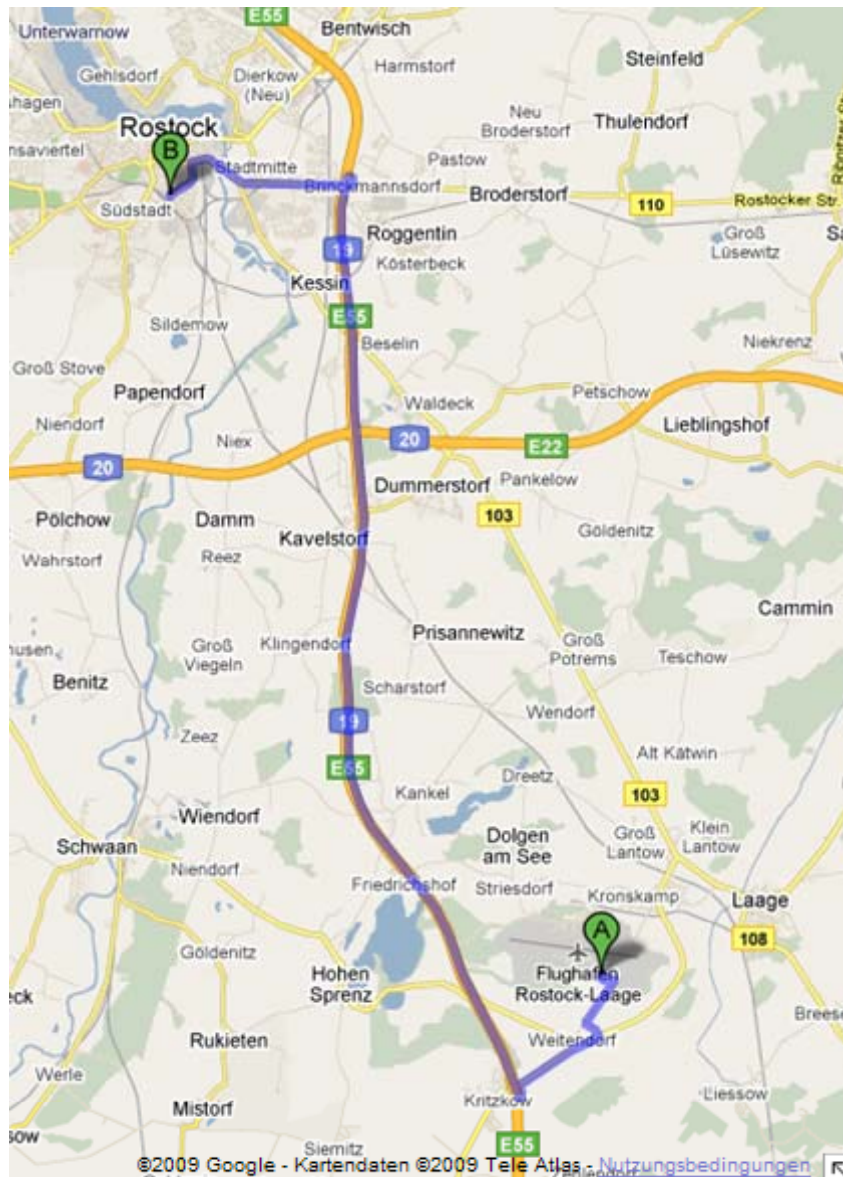 E55
Bentwisch
Unterwarnow
Steinfeld
Gehlsdorf
Dierkow
(Neu)
Harmstorf
hagen
Neu
Broderstorf
Thulendorf
Rostock
nsaviertel
B
Stadtmitte
Pastow
Brinckmannsdorf
Broderstorf
110
Rostocker Str.
Südstadt
Roggentin
Groß
Lüsewitz
Sa
19
Kösterbeck
Kessin
E55
Sildemow
Beselin
Niekrenz
Groß Stove
Papendorf
Waldeck
Petschow
Niendorf
Niex
20
E22
Lieblingshof
20
Dummerstorf
Pankelow
103
Pölchow
Damm
Göldenitz
Kavelstorf
Wahrstorf
Reez
Cammin
Prisannewitz
Groß
Viegeln
Klingendorf
Groß
Potrems
Teschow
husen
Benitz
Scharstorf
Wendorf
19
Zeez
Alt Kätwin
E55
Dreetz
Kankel
103
Wiendorf
Dolgen
am See
Groß
Lantow
Klein
Lantow
Schwaan
Niendorf
Friedrichshof
Striesdorf
Kronskamp
Laage
A
108
Göldenitz
Hohen
Sprenz
Flughafen
Rostock-Laage
eck
Breese
Rukieten
Weitendorf
Werle
Kritzkow
Liessow
Mistorf
sow
Siemitz
E55
©2009 Google - Kartendaten ©2009 Tele Atlas - Nutzungsbedingungen